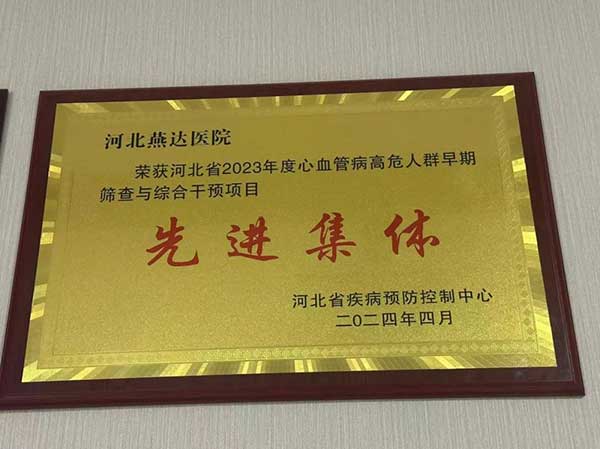 河北燕达医院
荣获河北省2023年度心血管病高危人群早期
筛查与综合干预项目
先进集体
河北省疾病预防控制中心
二〇二四年四月